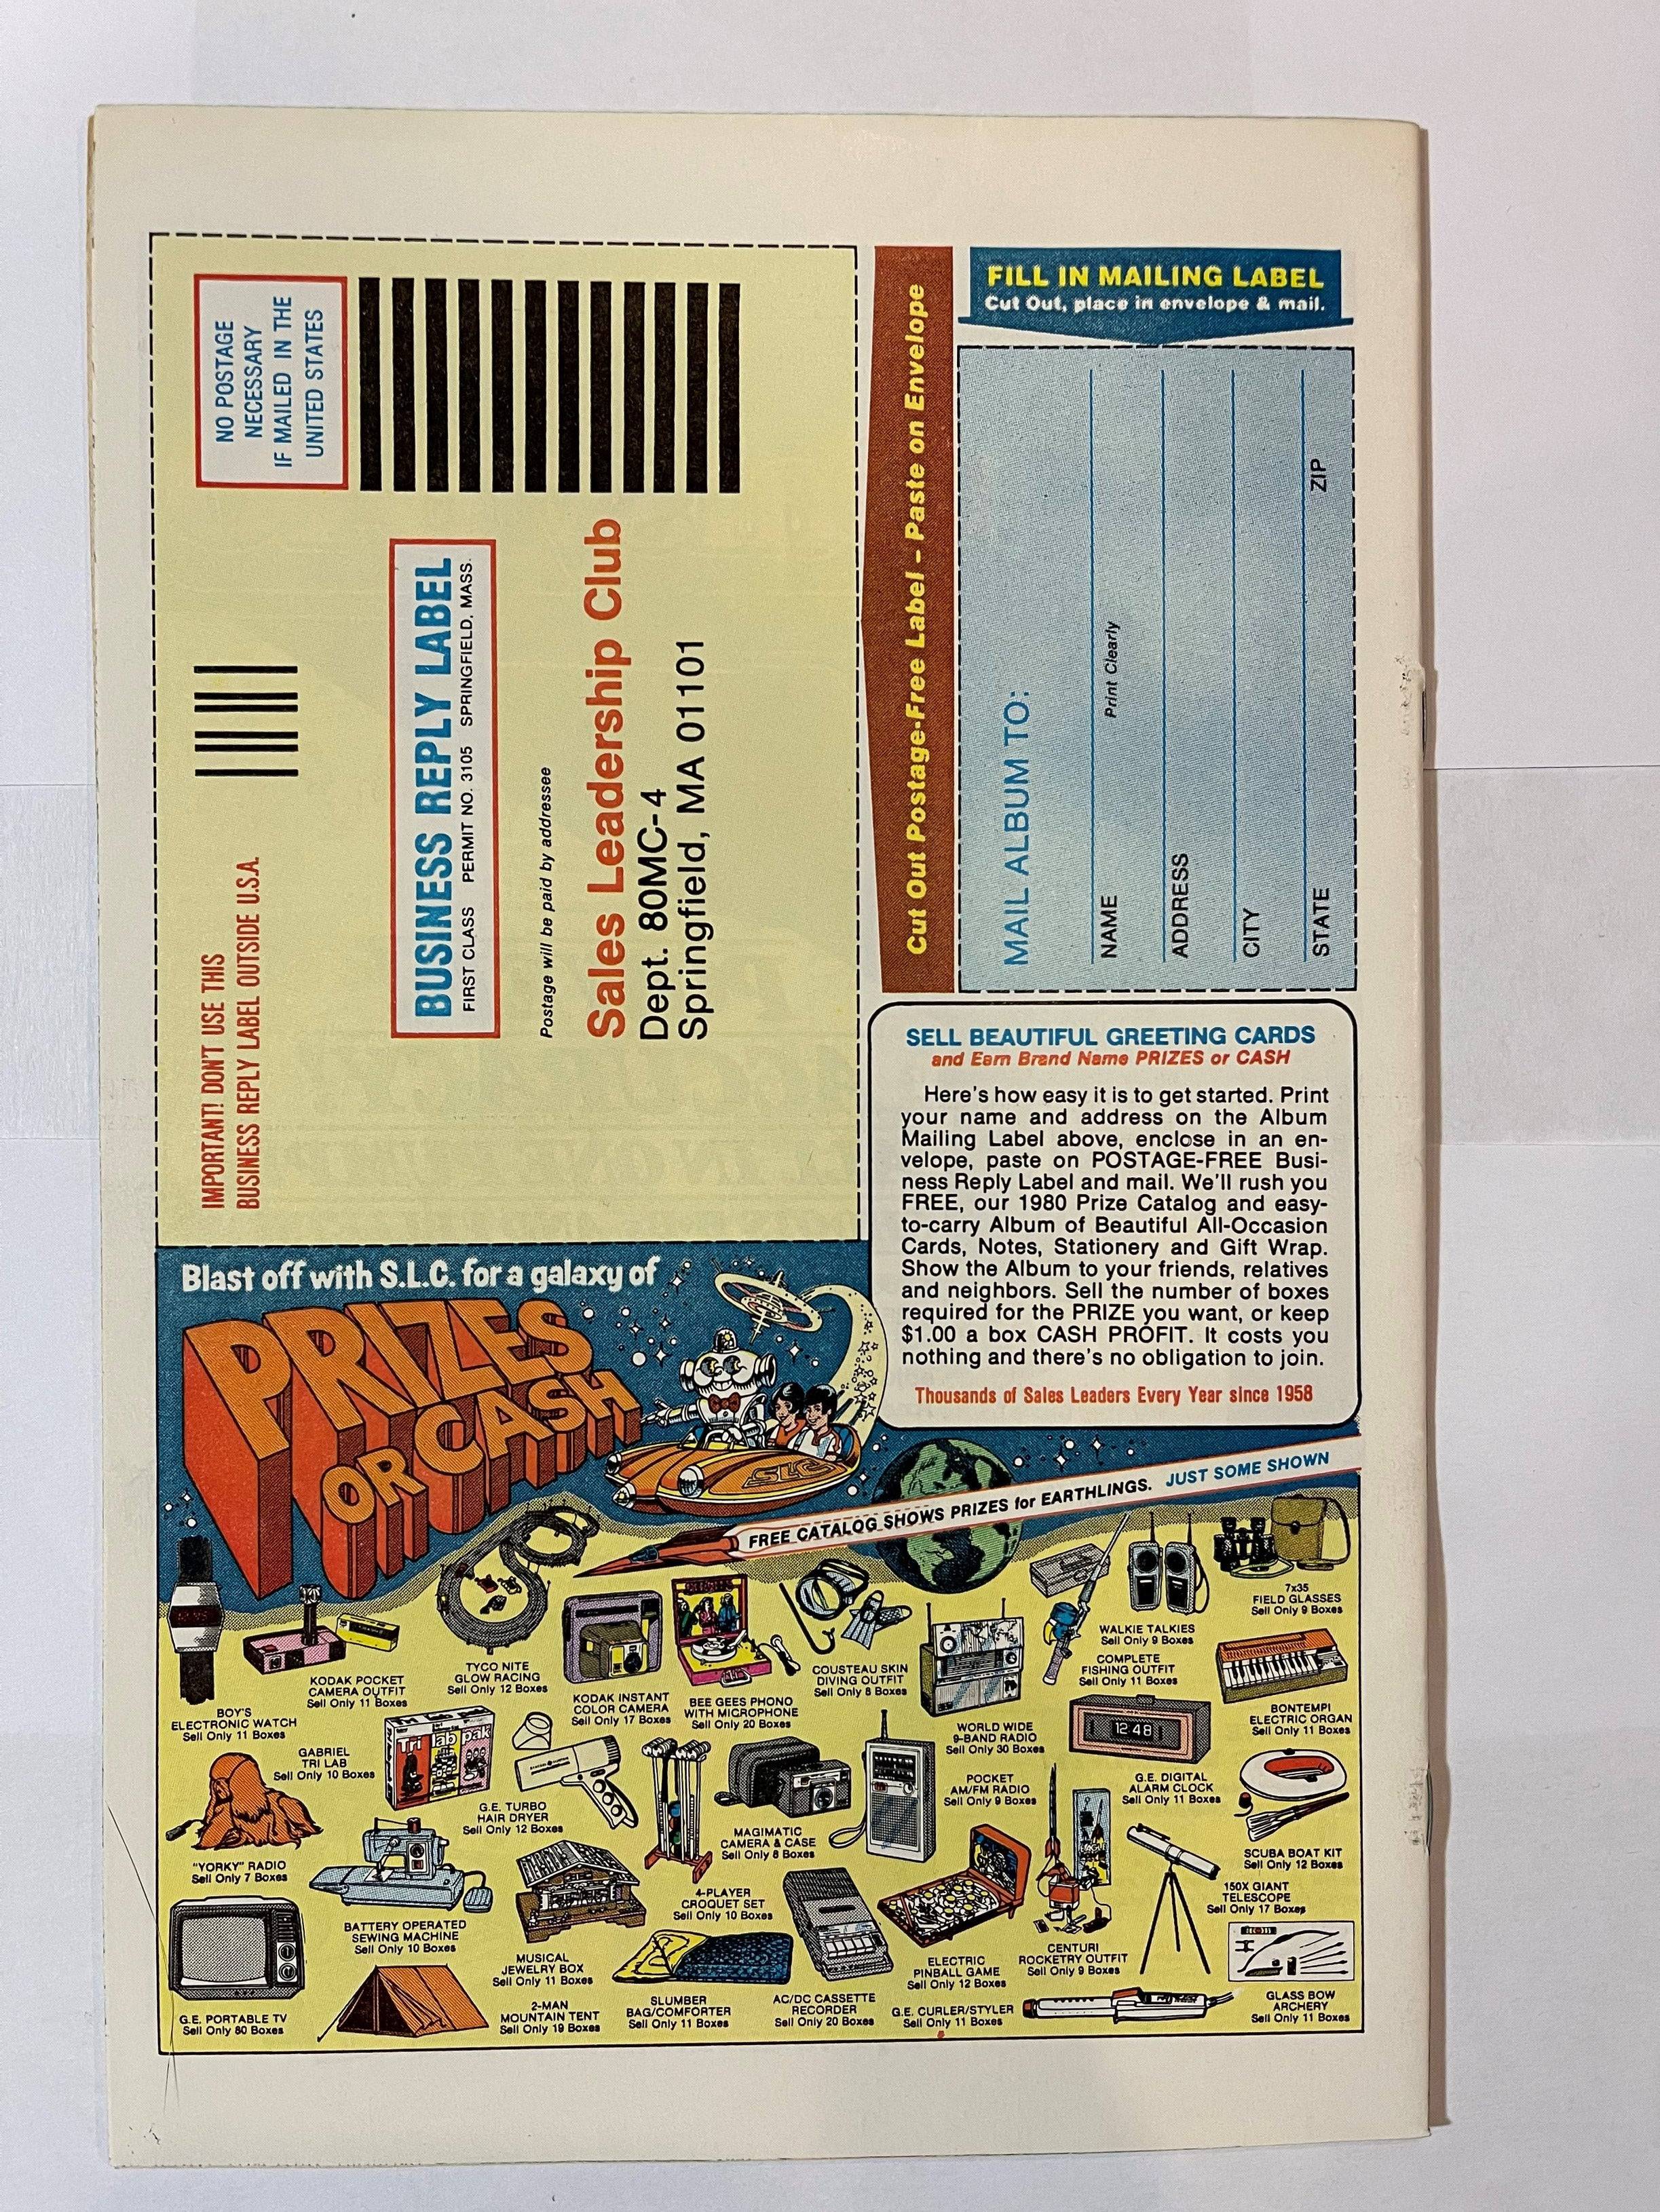 NO POSTAGE
NECESSARY
IF MAILED IN THE
UNITED STATES
IMPORTANT! DON'T USE THIS
BUSINESS REPLY LABEL OUTSIDE U.S.A.
BUSINESS REPLY LABEL
FIRST CLASS PERMIT NO. 3105 SPRINGFIELD, MASS.
Postage will be paid by addressee
Sales Leadership Club
Dept. 80MC-4
Springfield, MA 01101
Cut Out Postage-Free Label - Paste on Envelope
FILL IN MAILING LABEL
Cut Out, place in envelope & mail.
MAIL ALBUM TO:
NAME
Print Clearly
ADDRESS
CITY
STATE ZIP
SELL BEAUTIFUL GREETING CARDS
and Earn Brand Name PRIZES or CASH
Here's how easy it is to get started. Print
your name and address on the Album
Mailing Label above, enclose in an en-
velope, paste on POSTAGE-FREE Busi-
ness Reply Label and mail. We'll rush you
FREE, our 1980 Prize Catalog and easy-
to-carry Album of Beautiful All-Occasion
Cards, Notes, Stationery and Gift Wrap.
Show the Album to your friends, relatives
and neighbors. Sell the number of boxes
required for the PRIZE you want, or keep
$1.00 a box CASH PROFIT. It costs you
nothing and there's no obligation to join.
Thousands of Sales Leaders Every Year since 1958
Blast off with S.L.C. for a galaxy of
PRIZES
OR CASH
SLC
FREE CATALOG SHOWS PRIZES for EARTHLINGS. JUST SOME SHOWN
BOY'S
ELECTRONIC WATCH
Sell Only 11 Boxes
KODAK POCKET
CAMERA OUTFIT
Sell Only 11 Boxes
TYCO NITE
GLOW RACING
Sell Only 12 Boxes
KODAK INSTANT
COLOR CAMERA
Sell Only 17 Boxes
BEE GEES PHONO
WITH MICROPHONE
Sell Only 20 Boxes
COUSTEAU SKIN
DIVING OUTFIT
Sell Only 8 Boxes
WORLD WIDE
9-BAND RADIO
Sell Only 30 Boxes
COMPLETE
FISHING OUTFIT
Sell Only 11 Boxes
WALKIE TALKIES
Sell Only 9 Boxes
7x35
FIELD GLASSES
Sell Only 9 Boxes
BONTEMPI
ELECTRIC ORGAN
Sell Only 11 Boxes
GABRIEL
TRI LAB
Sell Only 10 Boxes
Tri lab pak
G.E. TURBO
HAIR DRYER
Sell Only 12 Boxes
MAGIMATIC
CAMERA & CASE
Sell Only 8 Boxes
POCKET
AM/FM RADIO
Sell Only 9 Boxes
12 48
G.E. DIGITAL
ALARM CLOCK
Sell Only 11 Boxes
SCUBA BOAT KIT
Sell Only 12 Boxes
"YORKY" RADIO
Sell Only 7 Boxes
BATTERY OPERATED
SEWING MACHINE
Sell Only 10 Boxes
MUSICAL
JEWELRY BOX
Sell Only 11 Boxes
4-PLAYER
CROQUET SET
Sell Only 10 Boxes
ELECTRIC
PINBALL GAME
Sell Only 12 Boxes
CENTURI
ROCKETRY OUTFIT
Sell Only 9 Boxes
150X GIANT
TELESCOPE
Sell Only 17 Boxes
G.E. PORTABLE TV
Sell Only 80 Boxes
2-MAN
MOUNTAIN TENT
Sell Only 19 Boxes
SLUMBER
BAG/COMFORTER
Sell Only 11 Boxes
AC/DC CASSETTE
RECORDER
Sell Only 20 Boxes
G.E. CURLER/STYLER
Sell Only 11 Boxes
GLASS BOW
ARCHERY
Sell Only 11 Boxes